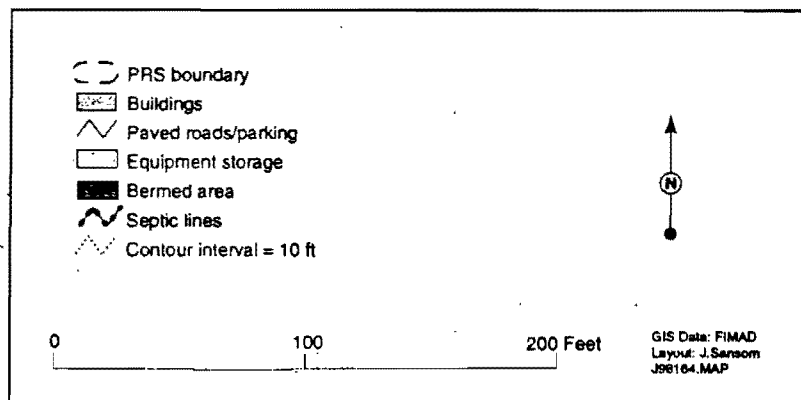 PRS boundary
Buildings
Paved roads/parking
Equipment storage
Bermed area
Septic lines
Contour interval = 10 ft
N
0 100 200 Feet
GIS Data: FIMAD
Layout: J.Sansom
J98164.MAP